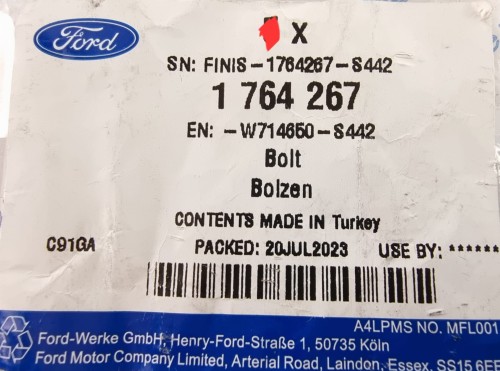 Ford
X
SN: FINIS-1764267-S442
1 764 267
EN: -W714650-S442
Bolt
Bolzen
CONTENTS MADE IN Turkey
C91GA PACKED: 20JUL2023 USE BY: ******
A4LPMS NO. MFL001
Ford-Werke GmbH, Henry-Ford-Straße 1, 50735 Köln
Ford Motor Company Limited, Arterial Road, Laindon, Essex, SS15 6EE